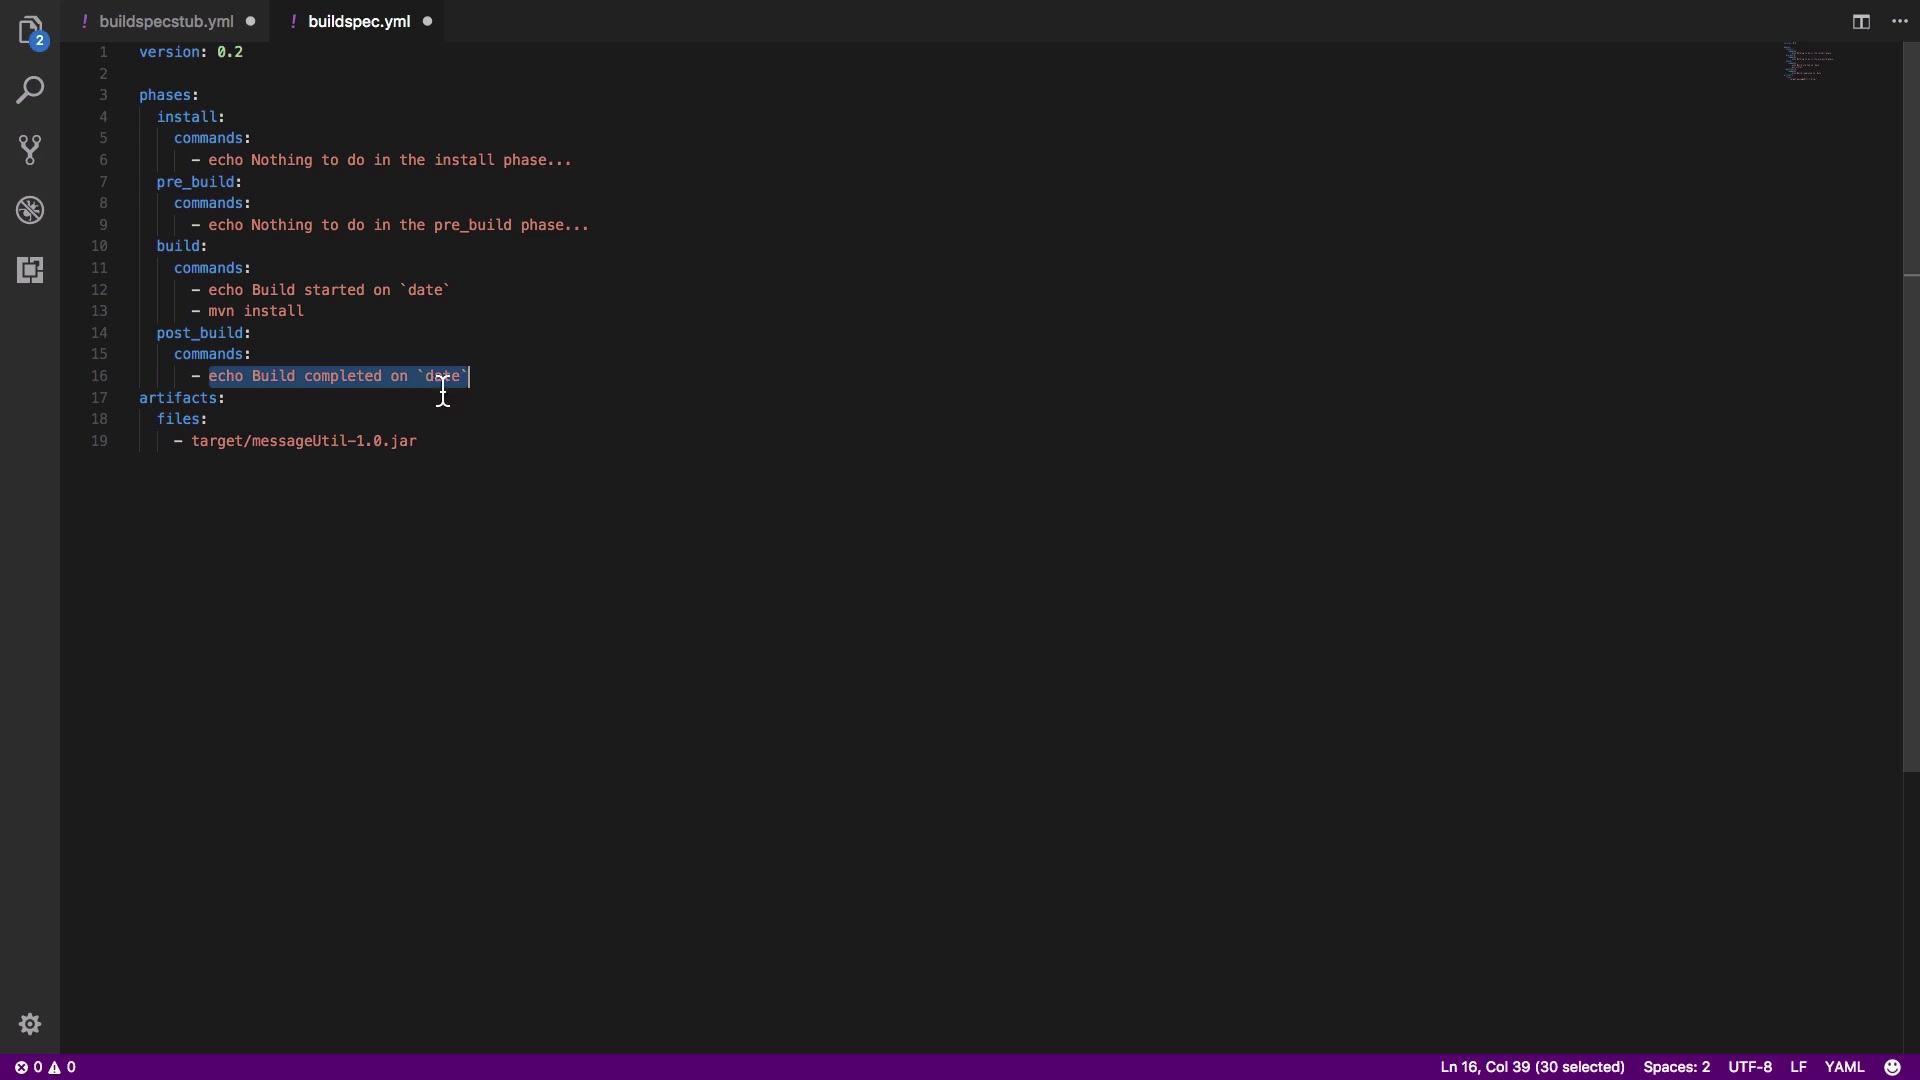 ! buildspecstub.yml
! buildspec.yml
2
1 version: 0.2
2
3 phases:
4   install:
5     commands:
6       - echo Nothing to do in the install phase...
7   pre_build:
8     commands:
9       - echo Nothing to do in the pre_build phase...
10   build:
11     commands:
12       - echo Build started on `date`
13       - mvn install
14   post_build:
15     commands:
16       - echo Build completed on `date`
17 artifacts:
18   files:
19     - target/messageUtil-1.0.jar
0 0 Ln 16, Col 39 (30 selected) Spaces: 2 UTF-8 LF YAML